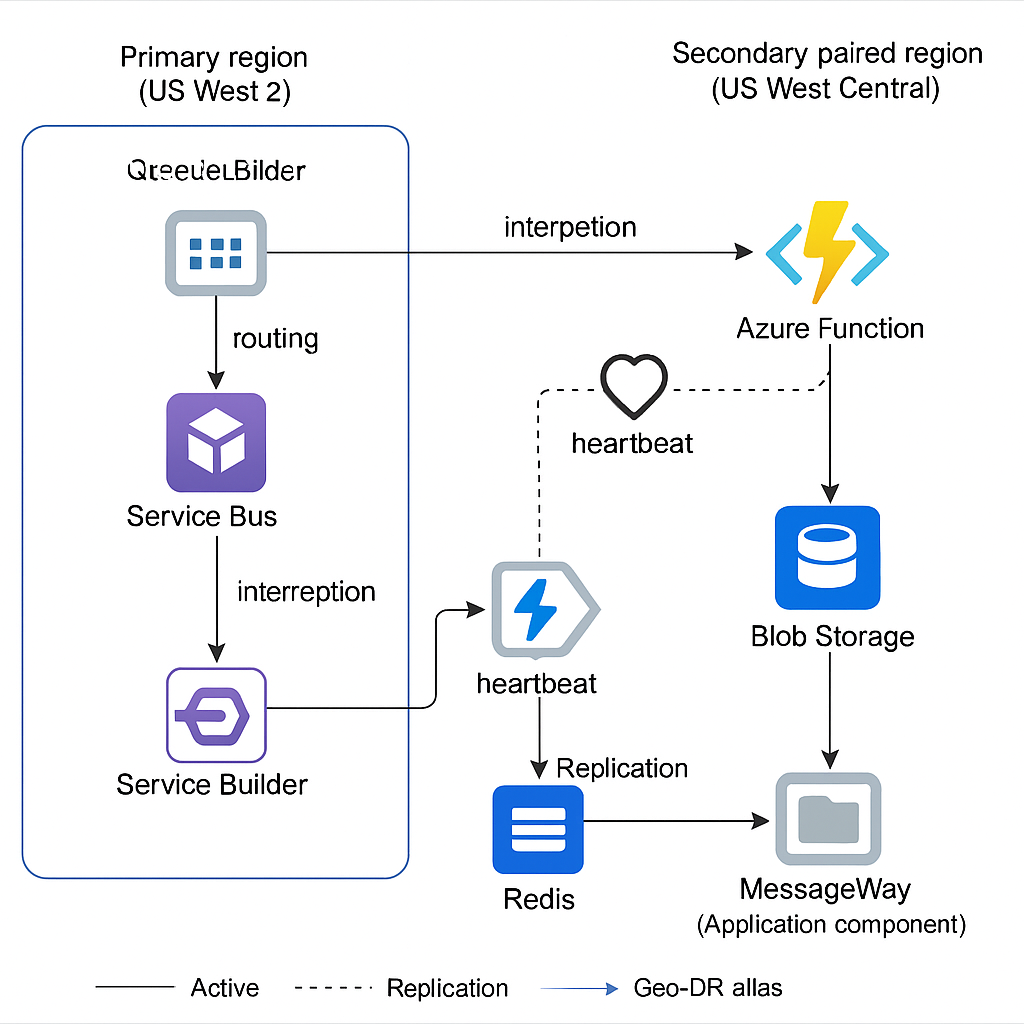 Primary region
(US West 2)
Secondary paired region
(US West Central)
interpetion
routing
Azure Function
heartbeat
Service Bus
interreption
Blob Storage
heartbeat
Replication
Service Builder
Redis
MessageWay
(Application component)
Active
Replication
Geo-DR allas